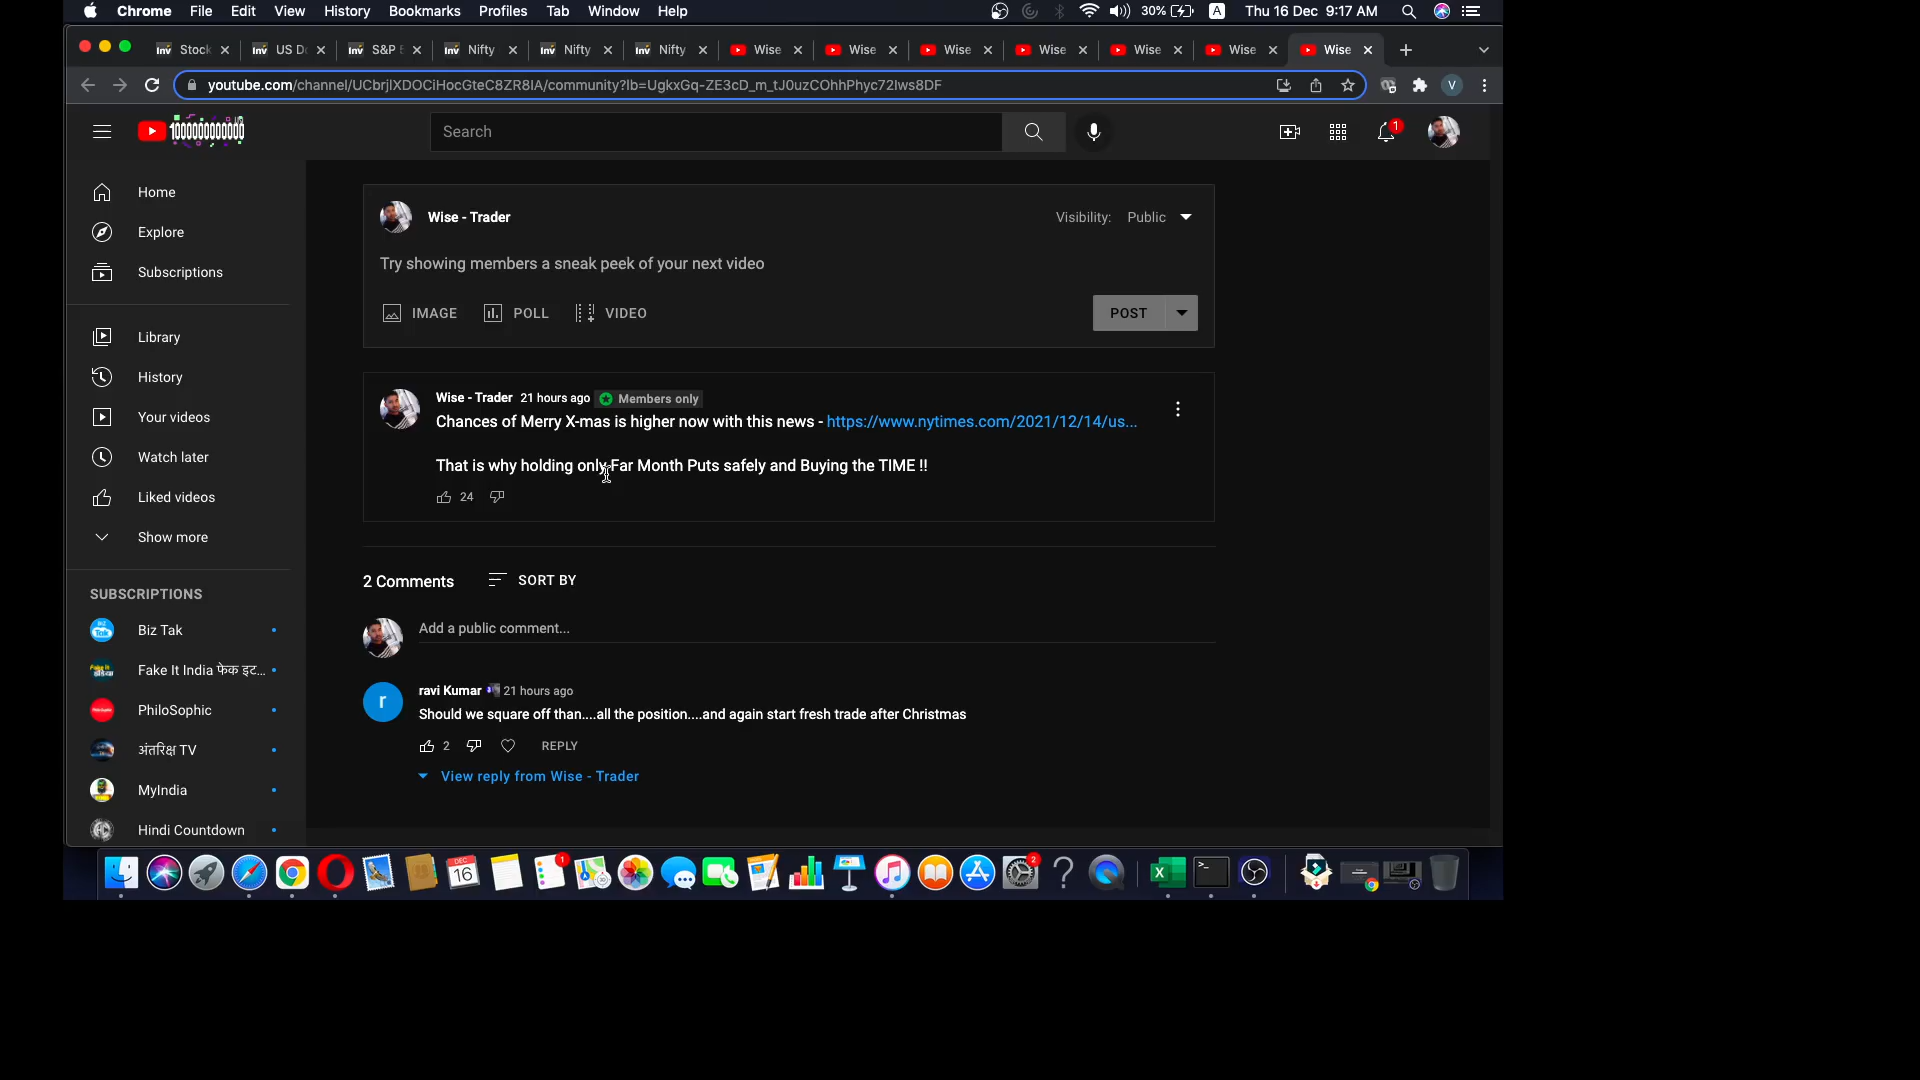 Chrome File Edit View History Bookmarks Profiles Tab Window Help 30% A Thu 16 Dec 9:17 AM
Stock US D S&P Nifty Nifty Nifty Wise Wise Wise Wise Wise Wise Wise
youtube.com/channel/UCbrjlXDOCiHocGteC8ZR8IA/community?lb=UgkxGq-ZE3cD_m_tJ0uzCOhhPhyc72Iws8DF V
Search 1
Home
Explore
Subscriptions
Library
History
Your videos
Watch later
Liked videos
Show more
SUBSCRIPTIONS
Biz Tak
Fake It India फेक इट...
PhiloSophic
अंतरिक्ष TV
MyIndia
Hindi Countdown
Wise - Trader Visibility: Public
Try showing members a sneak peek of your next video
IMAGE POLL VIDEO POST
Wise - Trader 21 hours ago Members only
Chances of Merry X-mas is higher now with this news - https://www.nytimes.com/2021/12/14/us...
That is why holding only Far Month Puts safely and Buying the TIME !!
24
2 Comments SORT BY
Add a public comment...
r ravi Kumar 21 hours ago
Should we square off than....all the position....and again start fresh trade after Christmas
2 REPLY
View reply from Wise - Trader
DEC
16 1 2